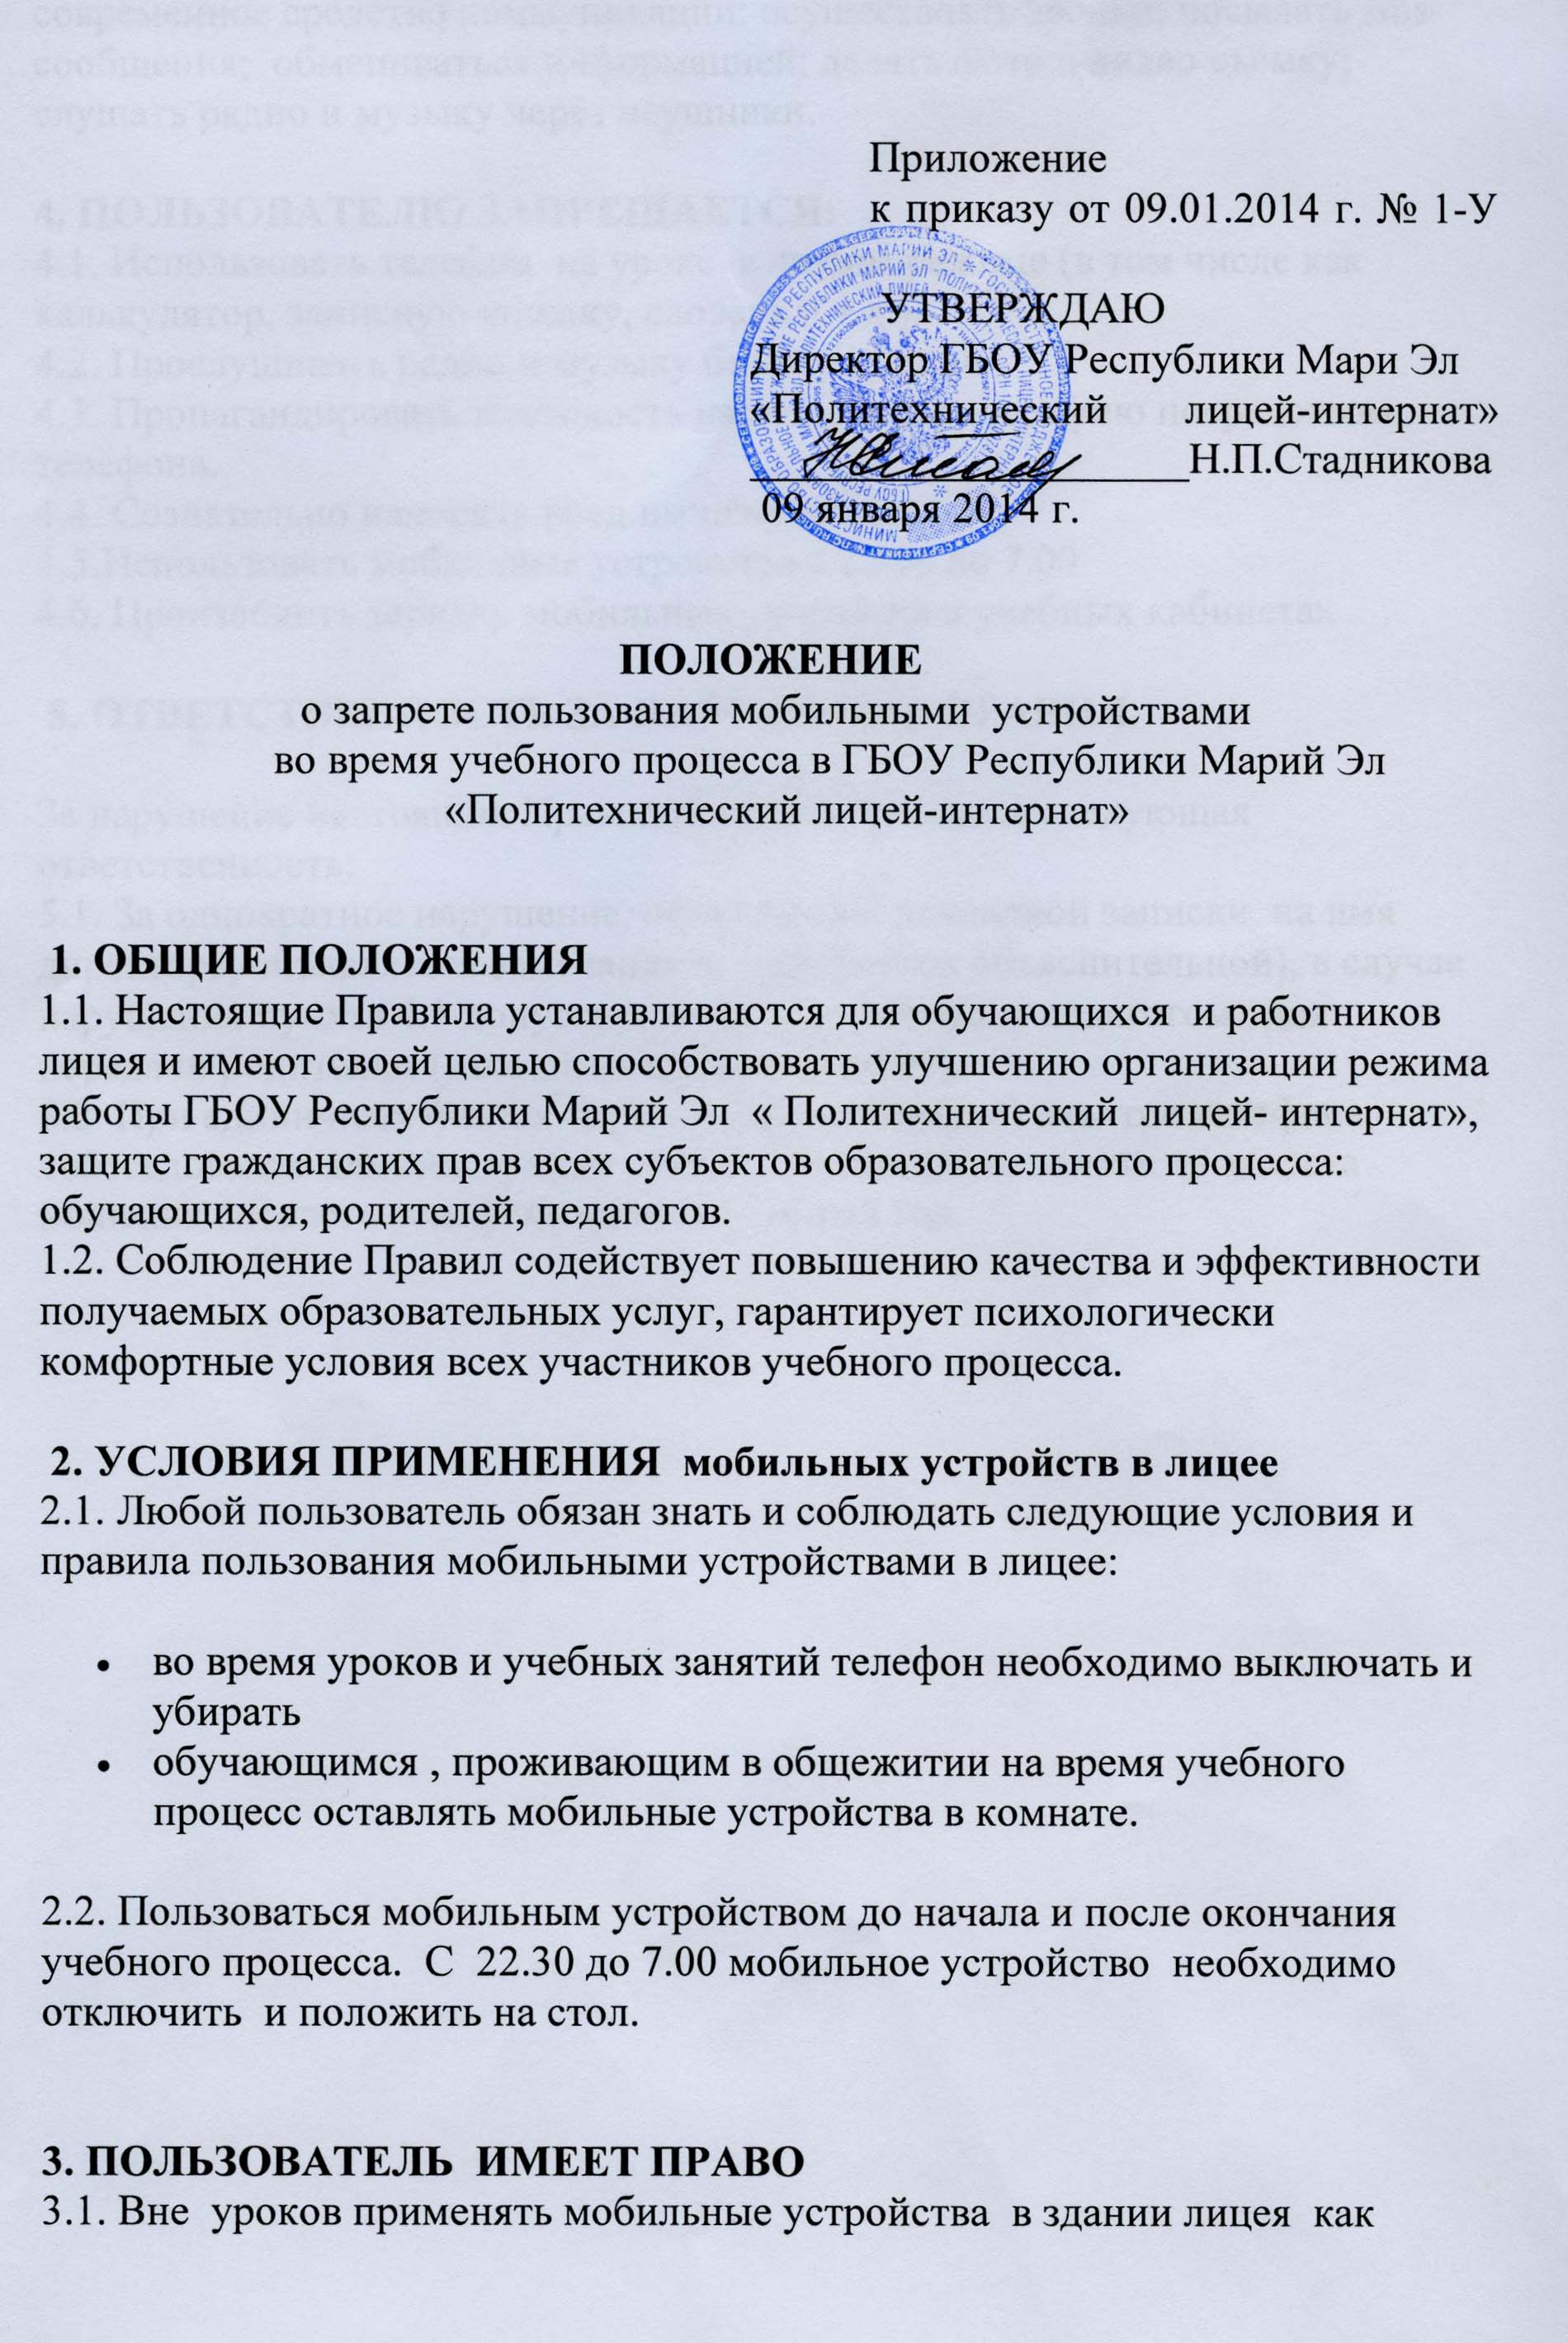 Приложение
к приказу от 09.01.2014 г. № 1-У
УТВЕРЖДАЮ
Директор ГБОУ Республики Мари Эл
«Политехнический лицей-интернат»
Н.П.Стадникова
09 января 2014 г.
ПОЛОЖЕНИЕ
о запрете пользования мобильными устройствами
во время учебного процесса в ГБОУ Республики Марий Эл
«Политехнический лицей-интернат»
1. ОБЩИЕ ПОЛОЖЕНИЯ
1.1. Настоящие Правила устанавливаются для обучающихся и работников
лицея и имеют своей целью способствовать улучшению организации режима
работы ГБОУ Республики Марий Эл « Политехнический лицей- интернат»,
защите гражданских прав всех субъектов образовательного процесса:
обучающихся, родителей, педагогов.
1.2. Соблюдение Правил содействует повышению качества и эффективности
получаемых образовательных услуг, гарантирует психологически
комфортные условия всех участников учебного процесса.
2. УСЛОВИЯ ПРИМЕНЕНИЯ мобильных устройств в лицее
2.1. Любой пользователь обязан знать и соблюдать следующие условия и
правила пользования мобильными устройствами в лицее:
• во время уроков и учебных занятий телефон необходимо выключать и
убирать
• обучающимся , проживающим в общежитии на время учебного
процесс оставлять мобильные устройства в комнате.
2.2. Пользоваться мобильным устройством до начала и после окончания
учебного процесса. С 22.30 до 7.00 мобильное устройство необходимо
отключить и положить на стол.
3. ПОЛЬЗОВАТЕЛЬ ИМЕЕТ ПРАВО
3.1. Вне уроков применять мобильные устройства в здании лицея как